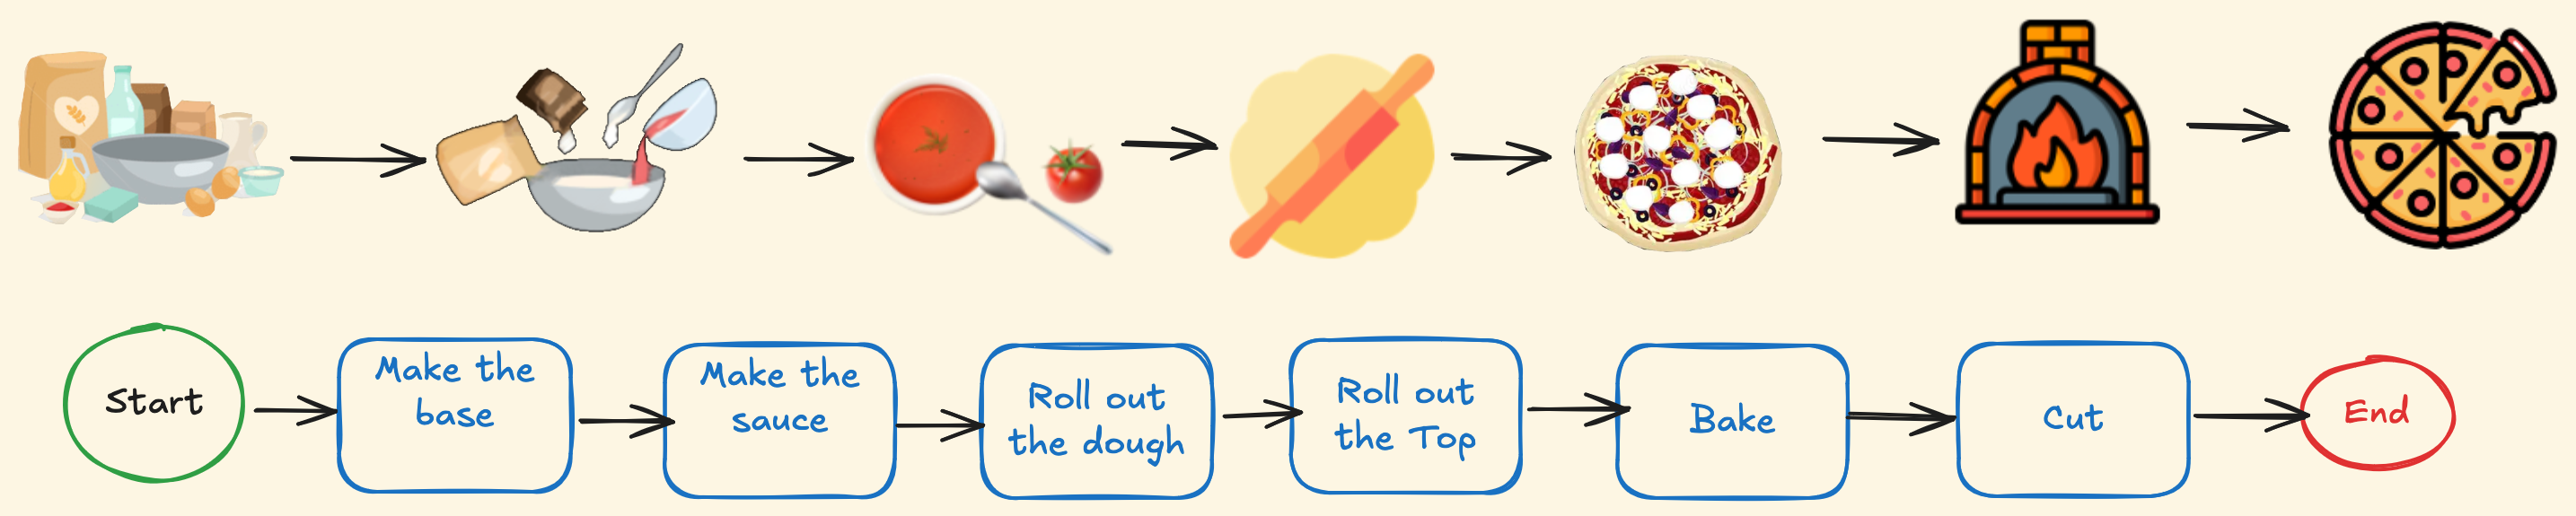 Start
Make the
base
Make the
sauce
Roll out
the dough
Roll out
the Top
Bake
Cut
End